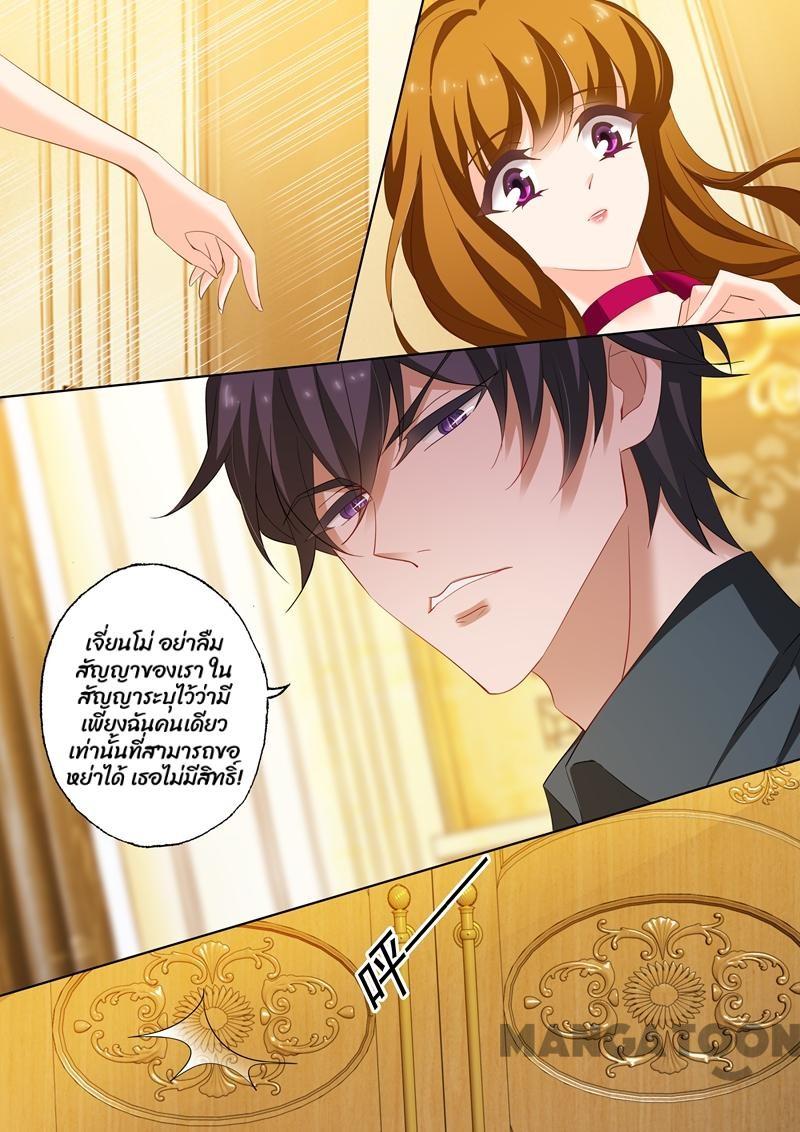 เจี่ยนโม่ อย่าลืม
สัญญาของเรา ใน
สัญญาระบุไว้ว่ามี
เพียงฉันคนเดียว
เท่านั้นที่สามารถขอ
หย่าได้ เธอไม่มีสิทธิ์!
呯——
MANGATOON